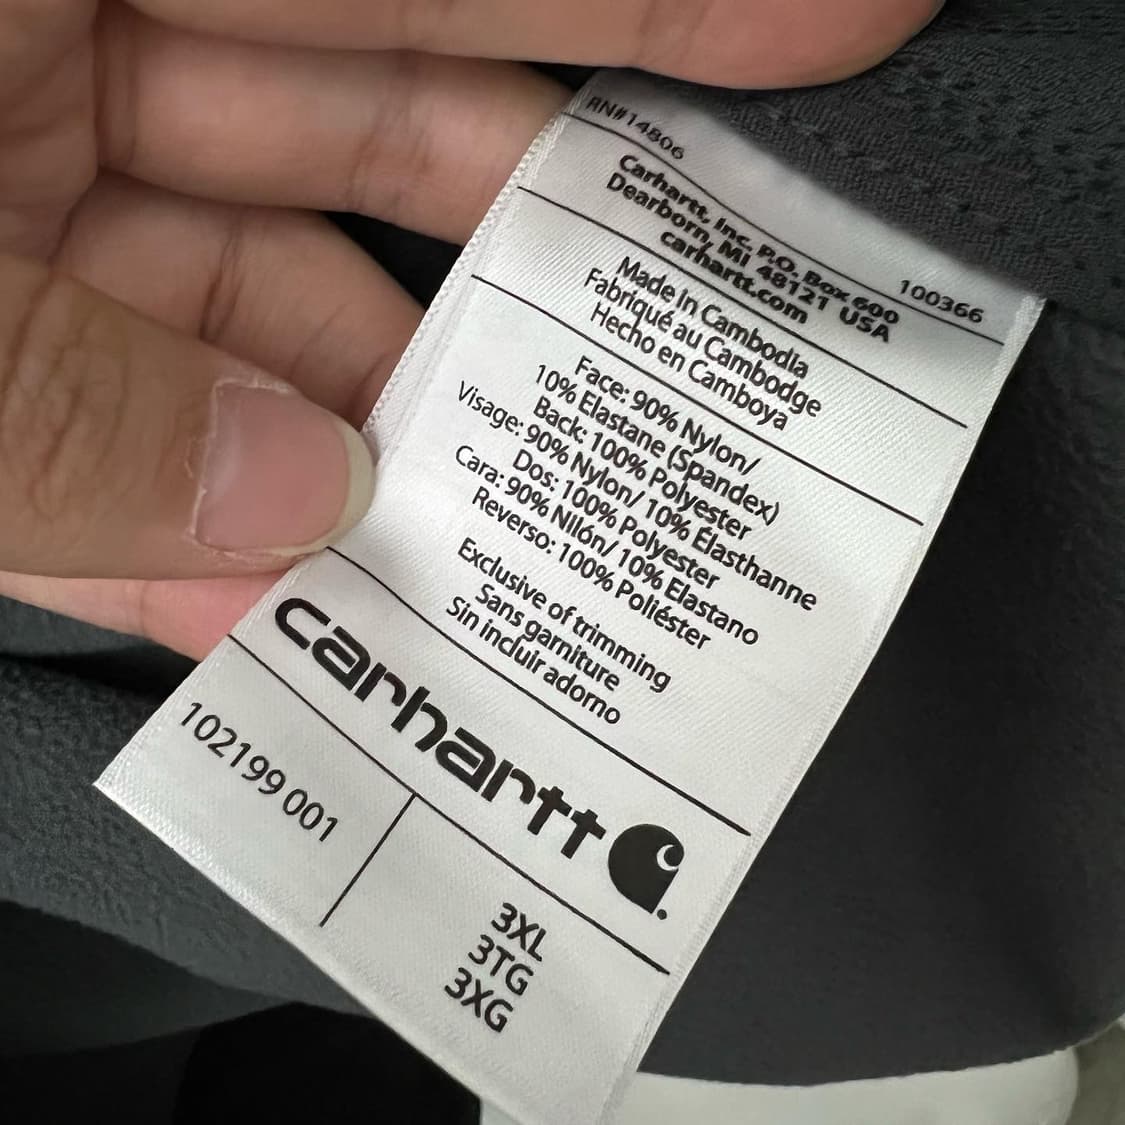 RN#14806
100366
Carhartt, Inc. P.O. Box 600
Dearborn, MI 48121 USA
carhartt.com
Made In Cambodia
Fabriqué au Cambodge
Hecho en Camboya
Face: 90% Nylon/
10% Elastane (Spandex)
Back: 100% Polyester
Visage: 90% Nylon/ 10% Élasthanne
Dos: 100% Polyester
Cara: 90% Nilón/ 10% Elastano
Reverso: 100% Poliéster
Exclusive of trimming
Sans garniture
Sin incluir adorno
carhartt
102199 001
3XL
3TG
3XG